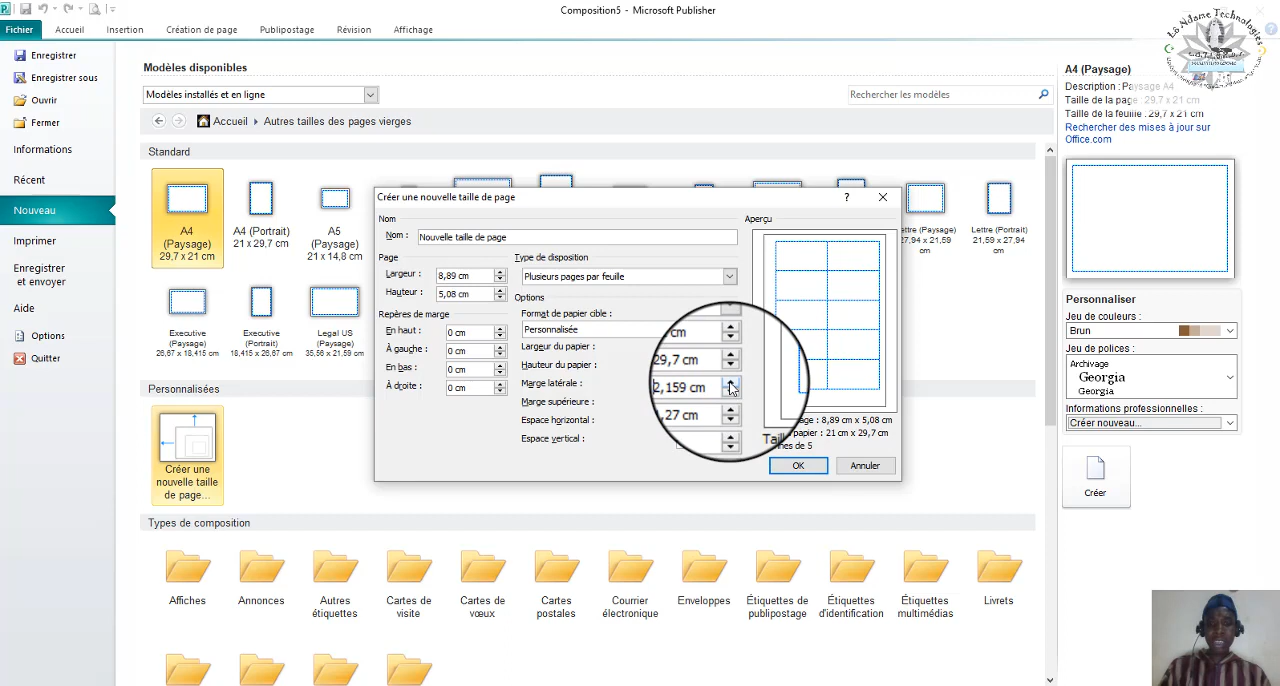 Composition5 - Microsoft Publisher
Fichier
Accueil
Insertion
Création de page
Publipostage
Révision
Affichage
Enregistrer
Enregistrer sous
Ouvrir
Fermer
Informations
Récent
Nouveau
Imprimer
Enregistrer
et envoyer
Aide
Options
Quitter
Modèles disponibles
Modèles installés et en ligne
Rechercher les modèles
Accueil
Autres tailles des pages vierges
Standard
A4
(Paysage)
29,7 x 21
A4 (Portrait)
21 x 29,7 cm
A5
(Paysage)
21 x 14,8 cm
Lettre (Portrait)
21,59 x 27,94
cm
(Paysage)
27,94 x 21,59
cm
Executive
(Paysage)
26,67 x 18,415
Executive
(Portrait)
18,415 x 26,67
Legal US
(Paysage)
35,56 x 21,59
Personnalisées
Créer une
nouvelle taille
de page...
Types de composition
Affiches
Annonces
Autres
étiquettes
Cartes de
visite
Cartes de
vœux
Cartes
postales
Courrier
électronique
Enveloppes
Étiquettes de
publipostage
Étiquettes
d'identification
Étiquettes
multimédias
Livrets
Créer une nouvelle taille de page
?
Nom
Nom :
Nouvelle taille de page
Page
Largeur :
8,89 cm
Hauteur :
5,08 cm
Repères de marge
En haut :
0 cm
À gauche :
0 cm
En bas :
0 cm
À droite :
0 cm
Type de disposition
Plusieurs pages par feuille
Options
Format de papier cible :
Personnalisée
Largeur du papier :
cm
Hauteur du papier :
29,7 cm
Marge latérale :
2,159 cm
Marge supérieure :
,27 cm
Espace horizontal :
Espace vertical :
Aperçu
: 8,89 cm x 5,08 cm
papier : 21 cm x 29,7 cm
de 5
OK
Annuler
A4 (Paysage)
Description : Paysage A4
Taille de la page : 29,7 x 21 cm
Taille de la feuille : 29,7 x 21 cm
Rechercher des mises à jour sur
Office.com
Personnaliser
Jeu de couleurs :
Brun
Jeu de polices :
Archivage
Georgia
Georgia
Informations professionnelles :
Créer nouveau...
Créer
Lô Ndame Technologies